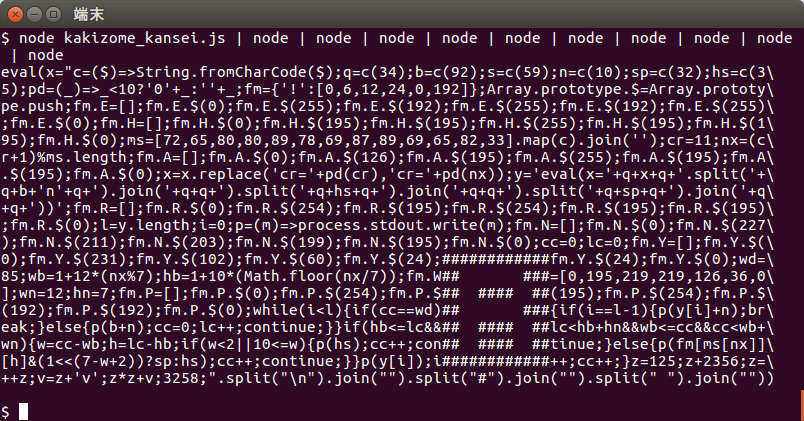 端末
$ node kakizome_kansei.js | node | node | node | node | node | node | node | node | node
 | node
eval(x="c=($)=>String.fromCharCode($);q=c(34);b=c(92);s=c(59);n=c(10);sp=c(32);hs=c(3\
5);pd=(_)=>_<10?'0'+_:''+_;fm={'!':[0,6,12,24,0,192]};Array.prototype.$=Array.prototy\
pe.push;fm.E=[];fm.E.$(0);fm.E.$(255);fm.E.$(192);fm.E.$(255);fm.E.$(192);fm.E.$(255)\
;fm.E.$(0);fm.H=[];fm.H.$(0);fm.H.$(195);fm.H.$(195);fm.H.$(255);fm.H.$(195);fm.H.$(1\
95);fm.H.$(0);ms=[72,65,80,80,89,78,69,87,89,69,65,82,33].map(c).join('');cr=11;nx=(c\
r+1)%ms.length;fm.A=[];fm.A.$(0);fm.A.$(126);fm.A.$(195);fm.A.$(255);fm.A.$(195);fm.A\
.$(195);fm.A.$(0);x=x.replace('cr='+pd(cr),'cr='+pd(nx));y='eval(x='+q+x+q+'.split('+\
q+b+'n'+q+').join('+q+q+').split('+q+hs+q+').join('+q+q+').split('+q+sp+q+').join('+q\
+q+'))';fm.R=[];fm.R.$(0);fm.R.$(254);fm.R.$(195);fm.R.$(254);fm.R.$(195);fm.R.$(195)\
;fm.R.$(0);l=y.length;i=0;p=(m)=>process.stdout.write(m);fm.N=[];fm.N.$(0);fm.N.$(227\
);fm.N.$(211);fm.N.$(203);fm.N.$(199);fm.N.$(195);fm.N.$(0);cc=0;lc=0;fm.Y=[];fm.Y.$(\
0);fm.Y.$(231);fm.Y.$(102);fm.Y.$(60);fm.Y.$(24);############fm.Y.$(24);fm.Y.$(0);wd=\
85;wb=1+12*(nx%7);hb=1+10*(Math.floor(nx/7));fm.W##        ###=[0,195,219,219,126,36,0\
];wn=12;hn=7;fm.P=[];fm.P.$(0);fm.P.$(254);fm.P.$##  ####  ##(195);fm.P.$(254);fm.P.$\
(192);fm.P.$(192);fm.P.$(0);while(i<l){if(cc==wd)##        ###{if(i==l-1){p(y[i]+n);br\
eak;}else{p(b+n);cc=0;lc++;continue;}}if(hb<=lc&&##  ####  ##lc<hb+hn&&wb<=cc&&cc<wb+\
wn){w=cc-wb;h=lc-hb;if(w<2||10<=w){p(hs);cc++;con##  ####  ##tinue;}else{p(fm[ms[nx]]\
[h]&(1<<(7-w+2))?sp:hs);cc++;continue;}}p(y[i]);i############++;cc++;}z=125;z+2356;z=\
++z;v=z+'v';z*z+v;3258;".split("\n").join("").split("#").join("").split(" ").join(""))
$